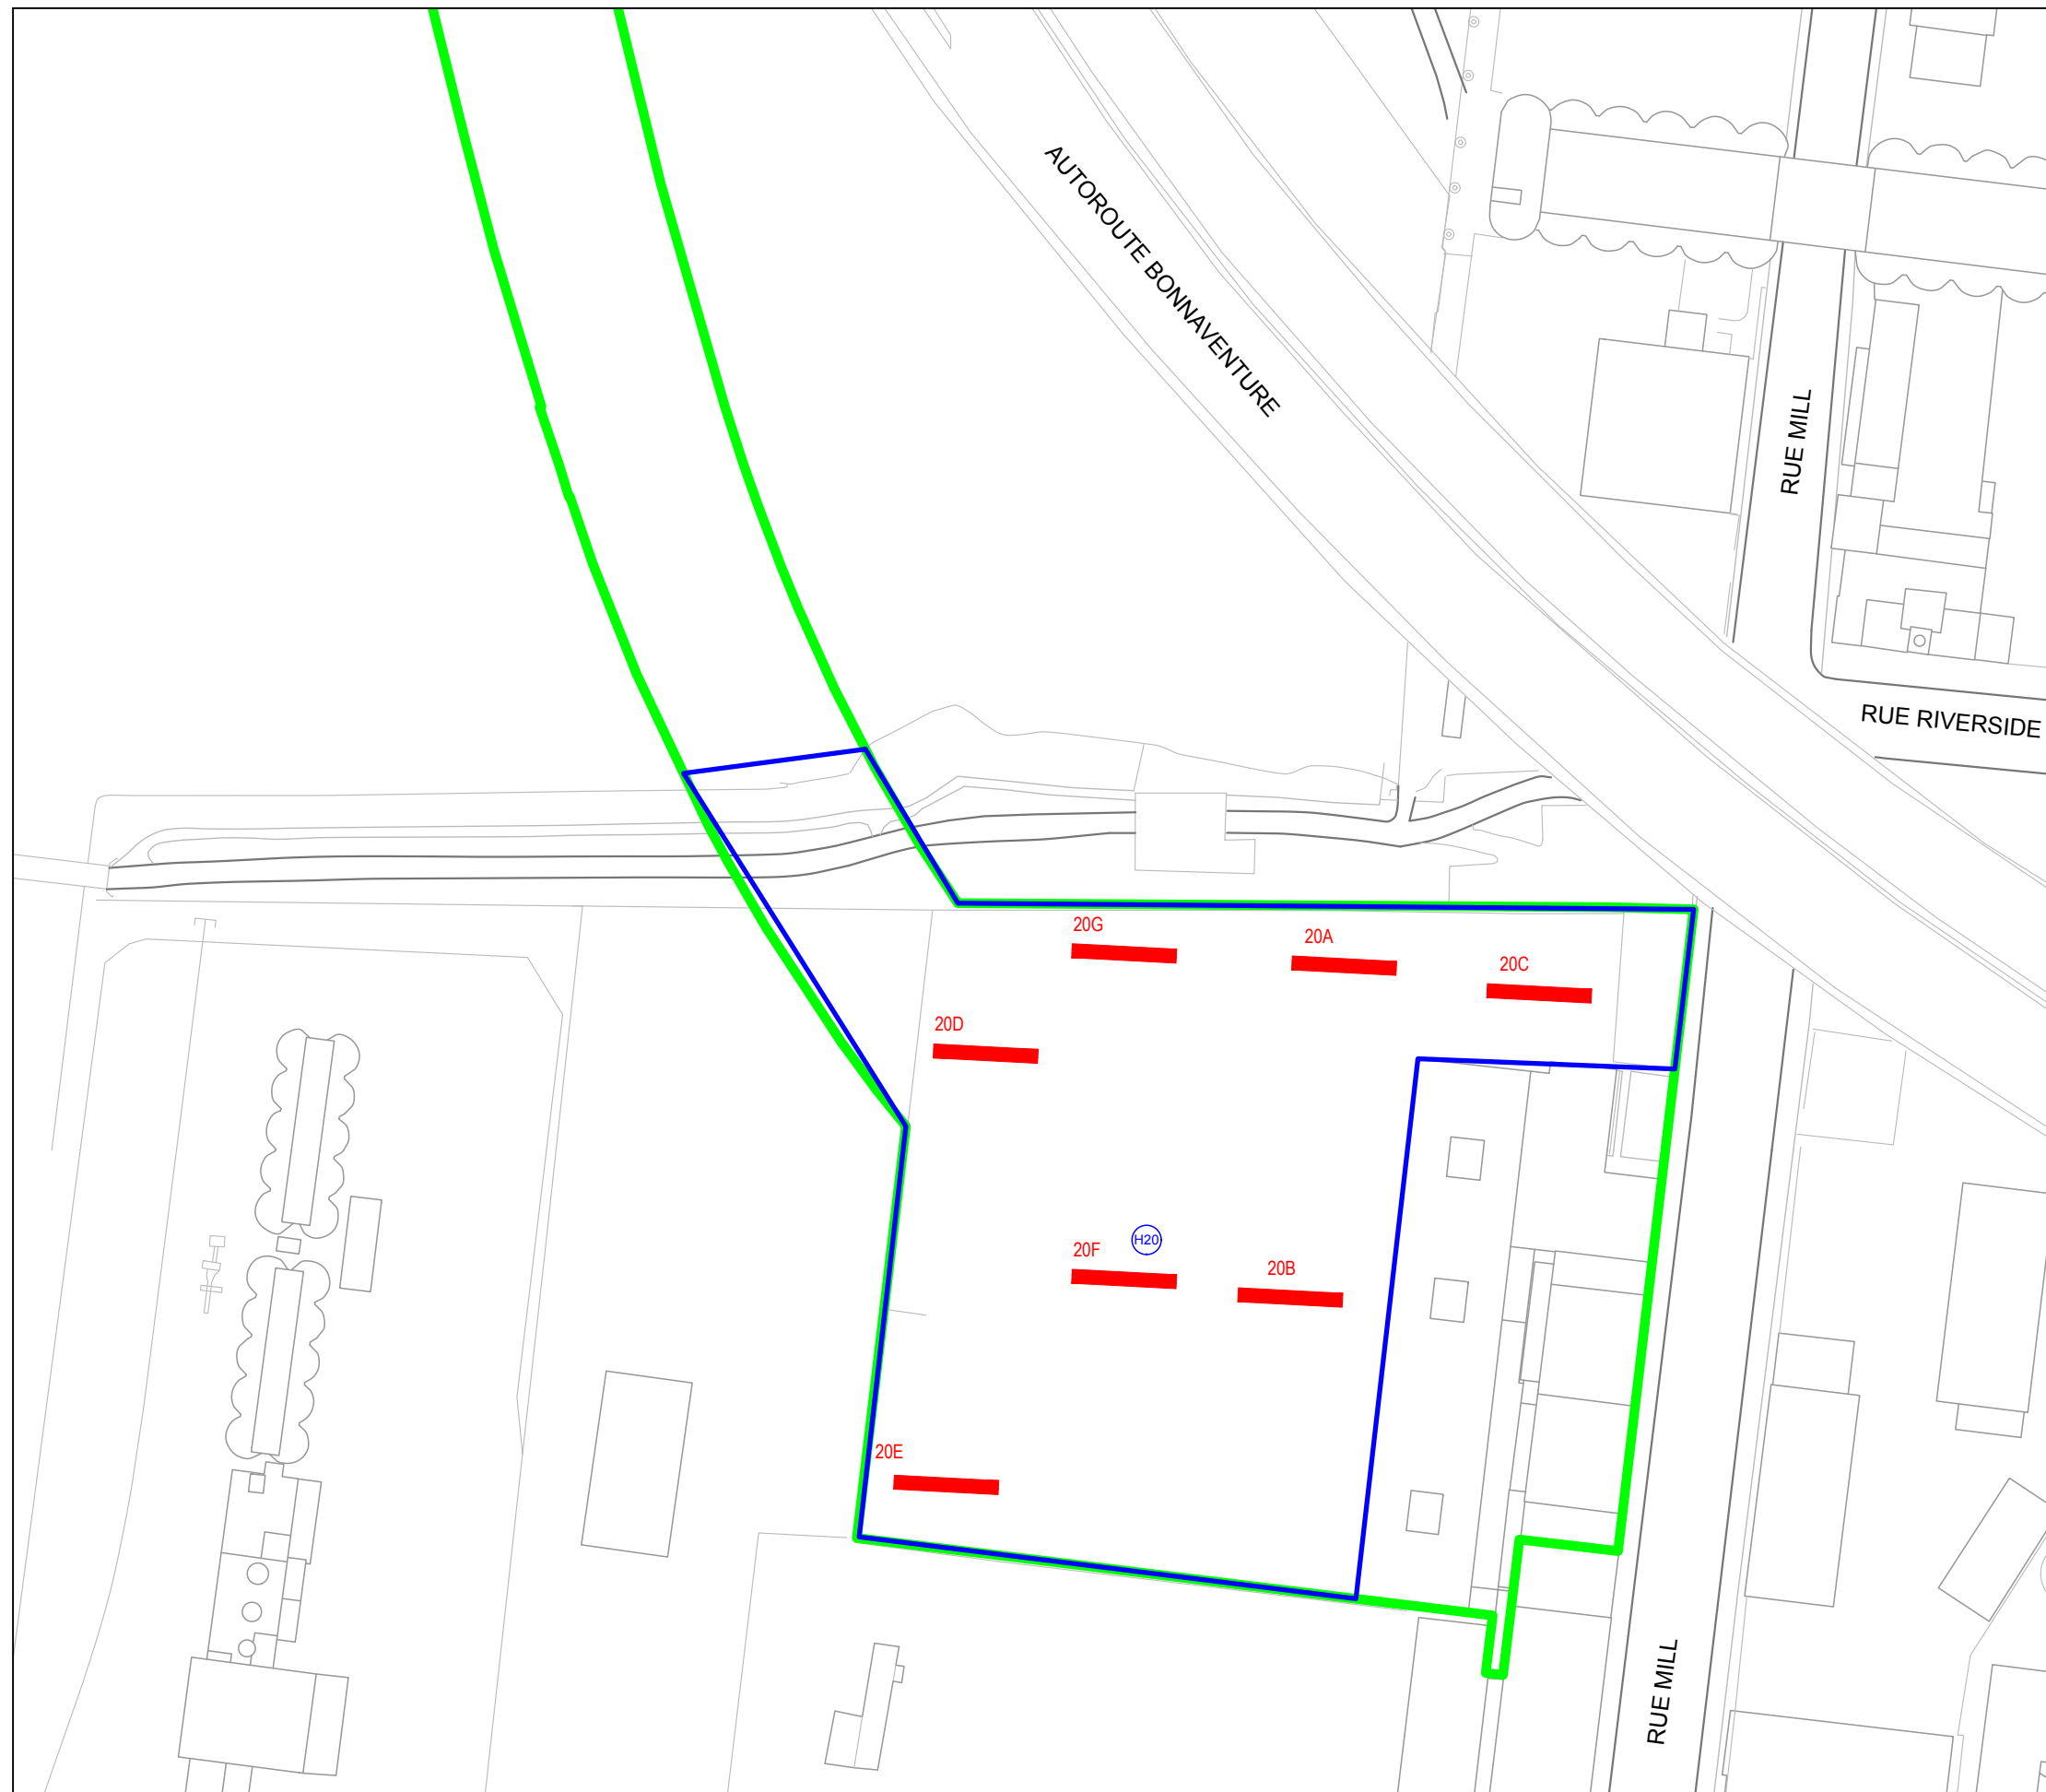 AUTOROUTE BONNAVENTURE
RUE MILL
RUE RIVERSIDE
20G
20A
20C
20D
H20
20F
20B
20E
RUE MILL